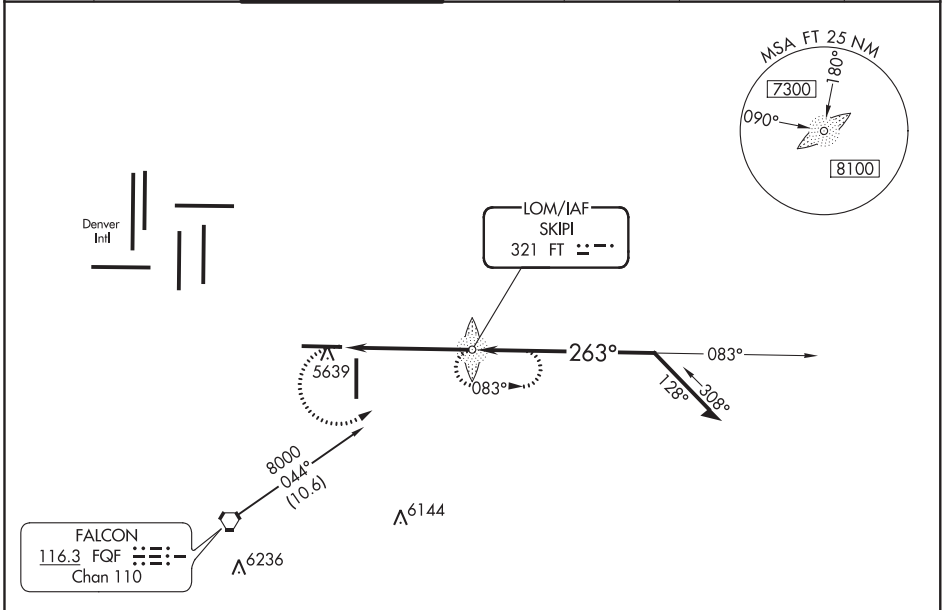 MSA FT 25 NM
180°
7300
090°
8100
Denver
Intl
LOM/IAF
SKIPI
321 FT
5639
083°
263°
083°
308°
128°
8000
044°
(10.6)
6144
FALCON
116.3 FQF
Chan 110
6236